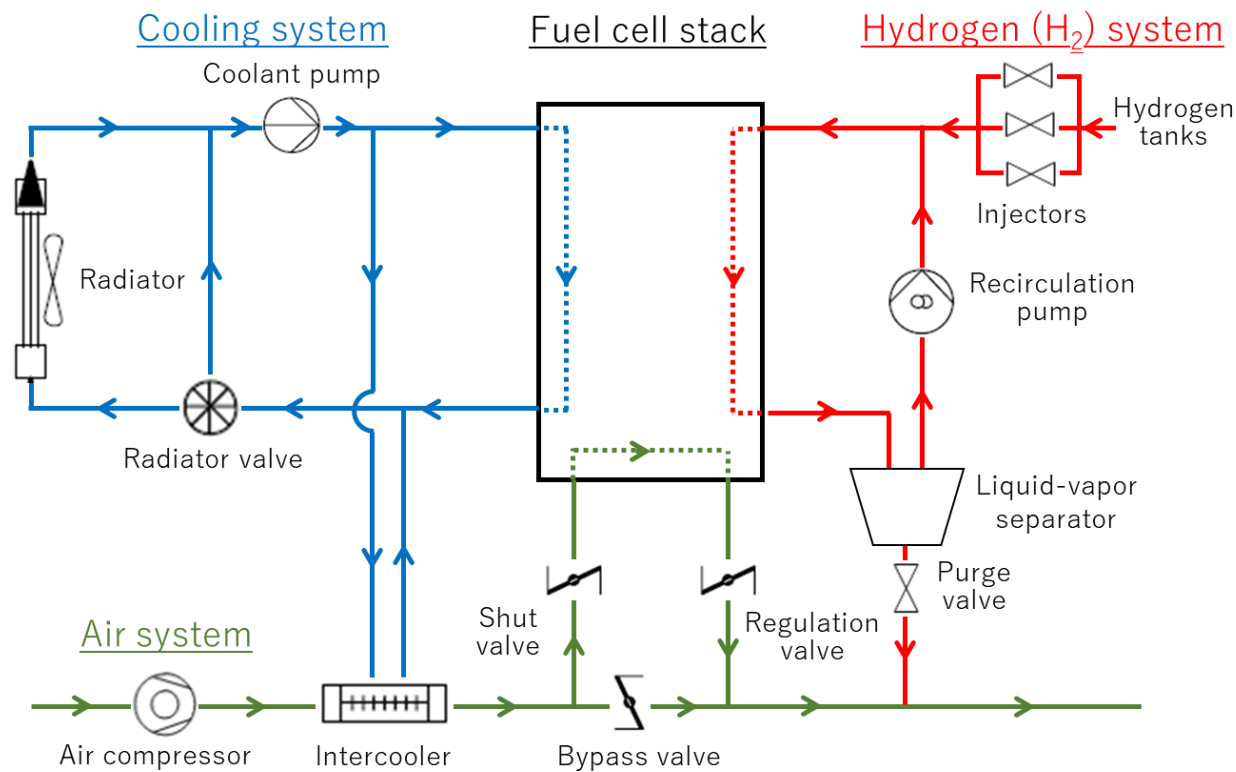 Cooling system
Fuel cell stack
Hydrogen (H₂) system
Coolant pump
Hydrogen
tanks
Injectors
Radiator
Recirculation
pump
Radiator valve
Liquid-vapor
separator
Purge
valve
Shut
valve
Regulation
valve
Air system
Air compressor
Intercooler
Bypass valve